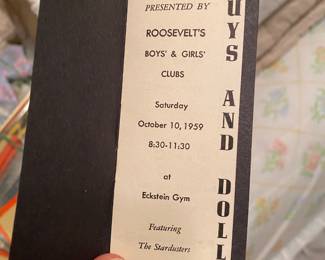 PRESENTED BY
ROOSEVELT'S
BOYS' & GIRLS'
CLUBS
Saturday
October 10, 1959
8:30-11:30
at
Eckstein Gym
Featuring
The Stardusters
UYS AND DOLL